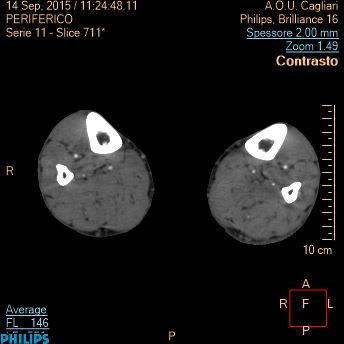 14 Sep, 2015 / 11:24:48.11
PERIFERICO
Serie 11 - Slice 711*
A.O.U. Cagliari
Philips, Brilliance 16
Spessore 2.00 mm
Zoom 1.49
Contrasto
R
10 cm
A
R F L
P
P
Average
FL 146
PHILIPS